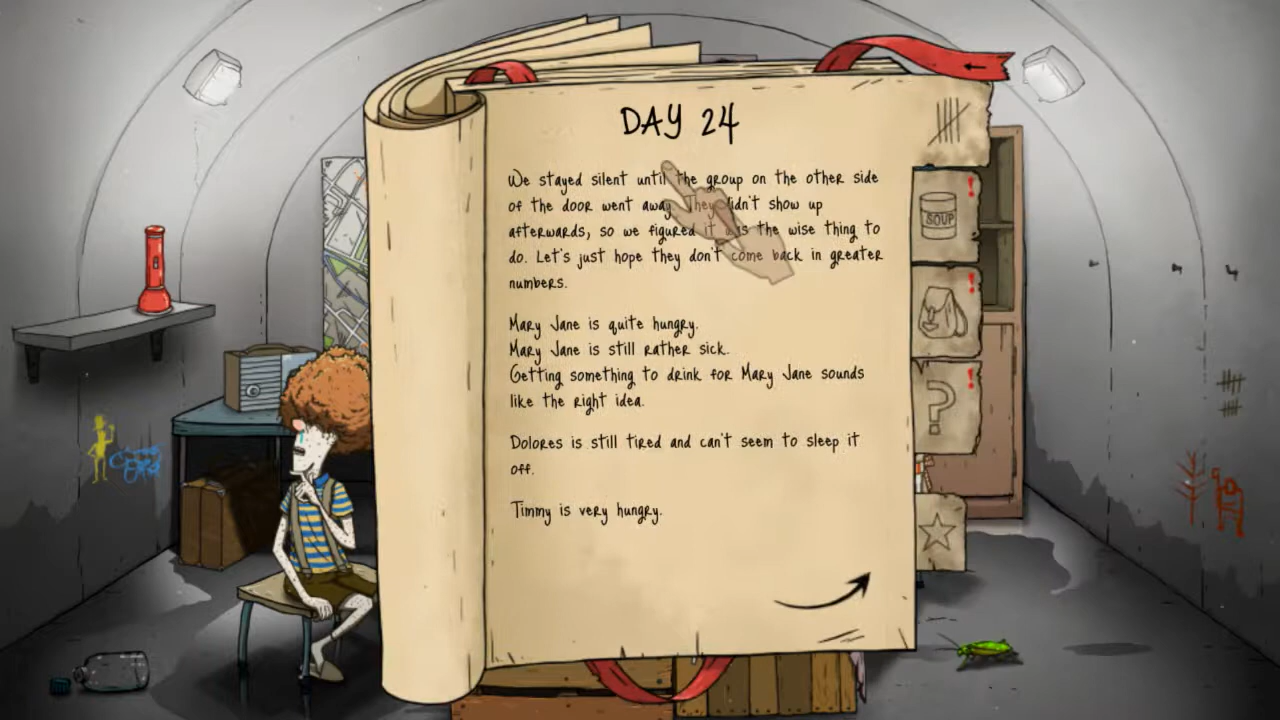 DAY 24
We stayed silent until the group on the other side
of the door went away. They didn't show up
afterwards, so we figured it was the wise thing to
do. Let's just hope they don't come back in greater
numbers.
Mary Jane is quite hungry.
Mary Jane is still rather sick.
Getting something to drink for Mary Jane sounds
like the right idea.
Dolores is still tired and can't seem to sleep it
off.
Timmy is very hungry.
!
SOUP
!
!
?